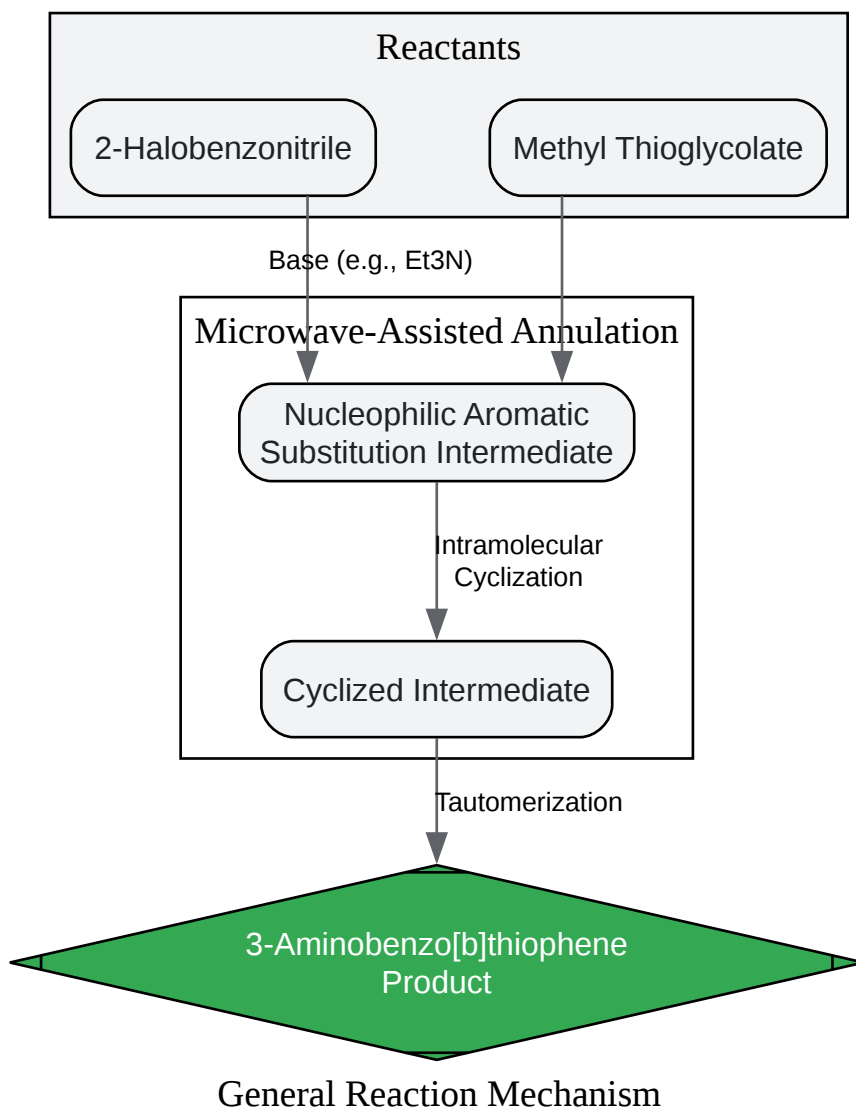 Reactants
2-Halobenzonitrile
Methyl Thioglycolate
Base (e.g., Et3N)
Microwave-Assisted Annulation
Nucleophilic Aromatic
Substitution Intermediate
Intramolecular
Cyclization
Cyclized Intermediate
Tautomerization
3-Aminobenzo[b]thiophene
Product
General Reaction Mechanism